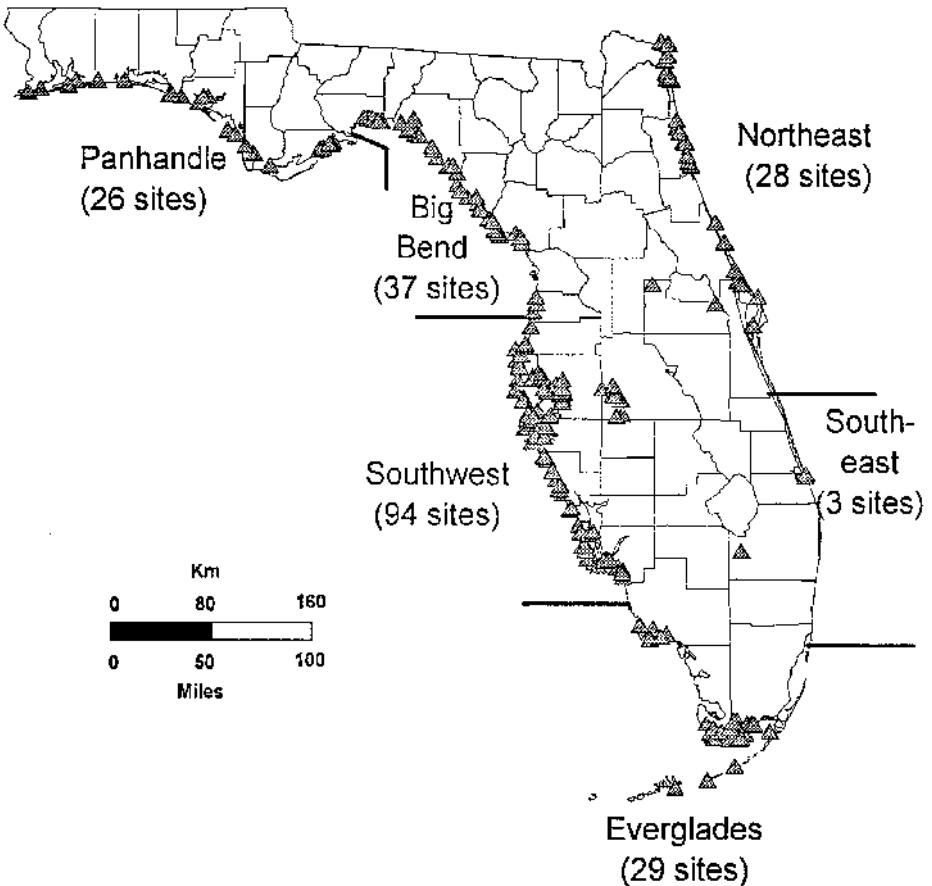 Northeast
(28 sites)
Panhandle
(26 sites)
Big
Bend
(37 sites)
South-
east
(3 sites)
Southwest
(94 sites)
Km
0 80 160
0 50 100
Miles
Everglades
(29 sites)